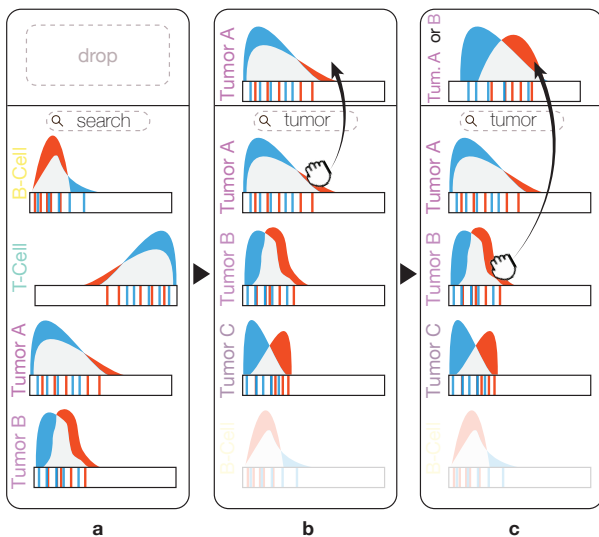 drop
search
B-Cell
T-Cell
Tumor A
Tumor B
a
Tumor A
tumor
Tumor A
Tumor B
Tumor C
B-Cell
b
Tum. A or B
tumor
Tumor A
Tumor B
Tumor C
B-Cell
c